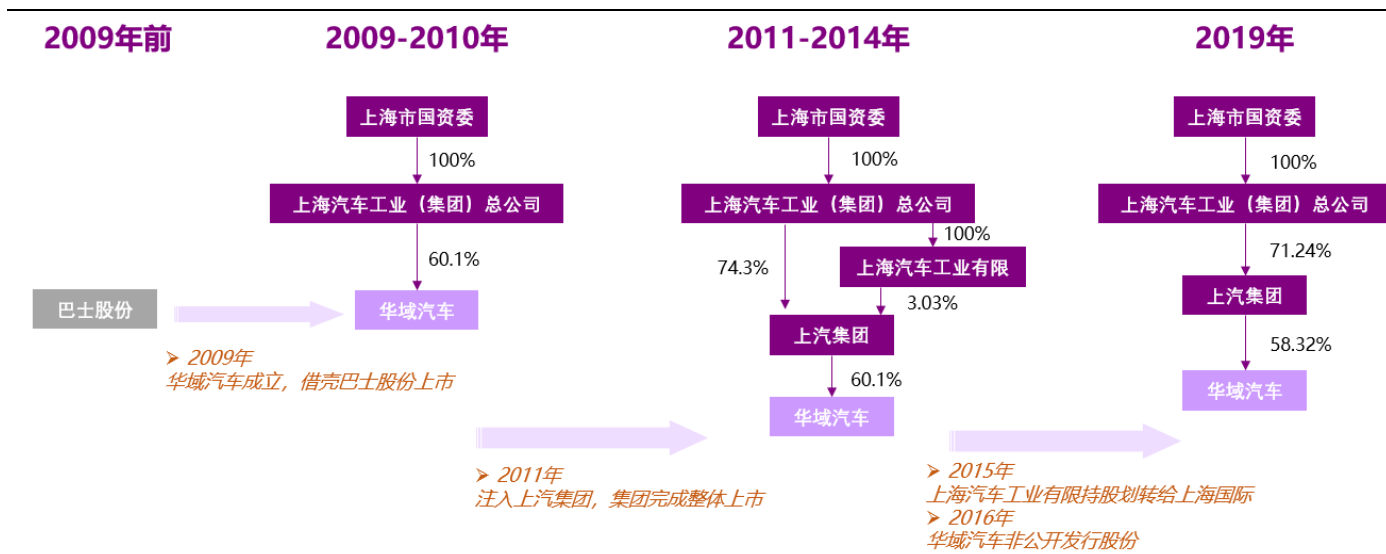 2009年前
2009-2010年
2011-2014年
2019年
上海市国资委
上海市国资委
上海市国资委
100%
100%
100%
上海汽车工业（集团）总公司
上海汽车工业（集团）总公司
上海汽车工业（集团）总公司
60.1%
74.3%
100%
71.24%
上海汽车工业有限
3.03%
巴士股份
华域汽车
上汽集团
上汽集团
➢ 2009年
华域汽车成立，借壳巴士股份上市
60.1%
58.32%
华域汽车
华域汽车
➢ 2011年
注入上汽集团，集团完成整体上市
➢ 2015年
上海汽车工业有限持股划转给上海国际
➢ 2016年
华域汽车非公开发行股份